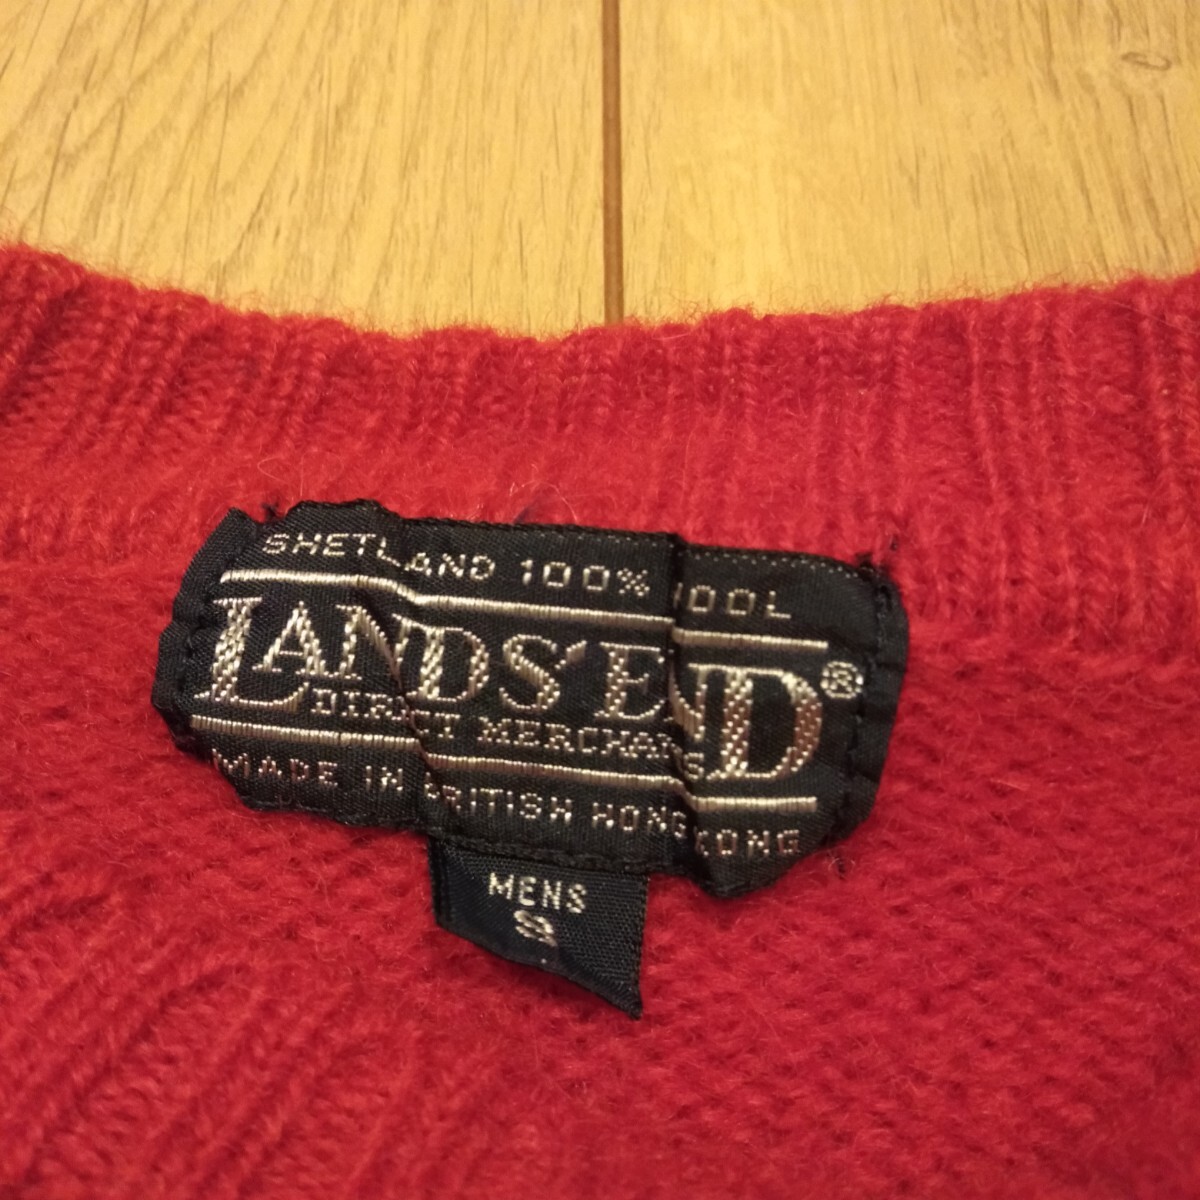 SHETLAND 100% WOOL
LANDS' END®
DIRECT MERCHANTS
MADE IN BRITISH HONG KONG
MENS
S